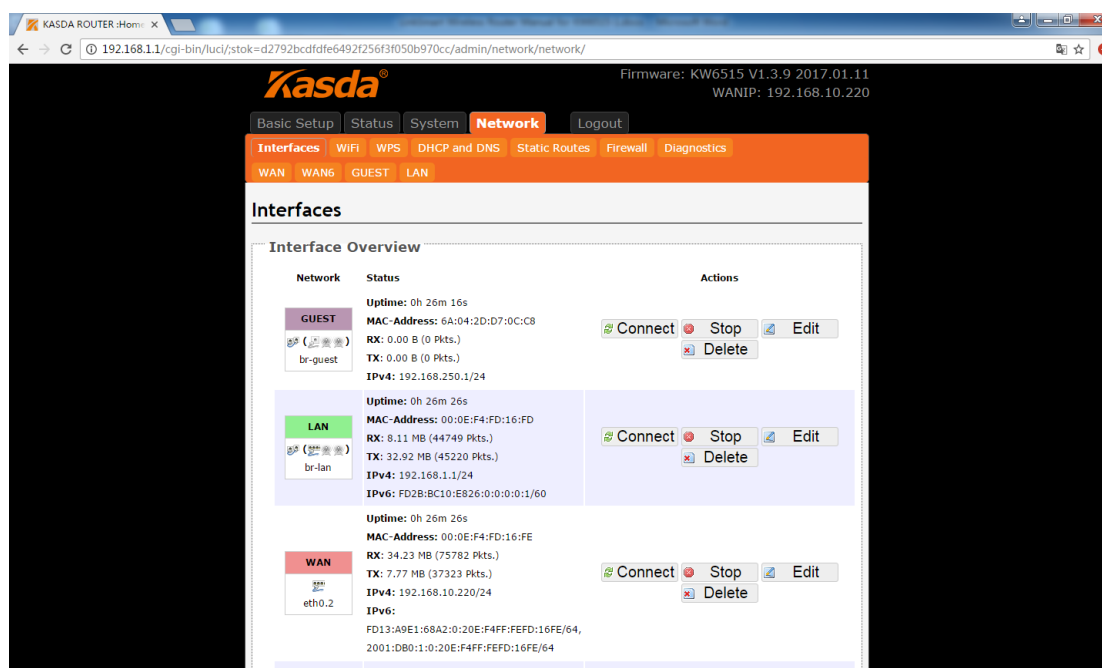 KASDA ROUTER :Hom
192.168.1.1/cgi-bin/luci/;stok=d2792bcdfdfe6492f256f3f050b970cc/admin/network/network/
Kasda®
Firmware: KW6515 V1.3.9 2017.01.11
WANIP: 192.168.10.220
Basic Setup Status System Network Logout
Interfaces WiFi WPS DHCP and DNS Static Routes Firewall Diagnostics
WAN WAN6 GUEST LAN
Interfaces
Interface Overview
Network Status Actions
Uptime: 0h 26m 16s
GUEST
MAC-Address: 6A:04:2D:D7:0C:C8
Connect Stop Edit
RX: 0.00 B (0 Pkts.)
Delete
br-guest
TX: 0.00 B (0 Pkts.)
IPv4: 192.168.250.1/24
Uptime: 0h 26m 26s
LAN
MAC-Address: 00:0E:F4:FD:16:FD
Connect Stop Edit
RX: 8.11 MB (44749 Pkts.)
Delete
TX: 32.92 MB (45220 Pkts.)
br-lan
IPv4: 192.168.1.1/24
IPv6: FD2B:BC10:E826:0:0:0:0:1/60
Uptime: 0h 26m 26s
MAC-Address: 00:0E:F4:FD:16:FE
WAN
RX: 34.23 MB (75782 Pkts.)
Connect Stop Edit
TX: 7.77 MB (37323 Pkts.)
Delete
IPv4: 192.168.10.220/24
eth0.2
IPv6:
FD13:A9E1:68A2:0:20E:F4FF:FEFD:16FE/64,
2001:DB0:1:0:20E:F4FF:FEFD:16FE/64